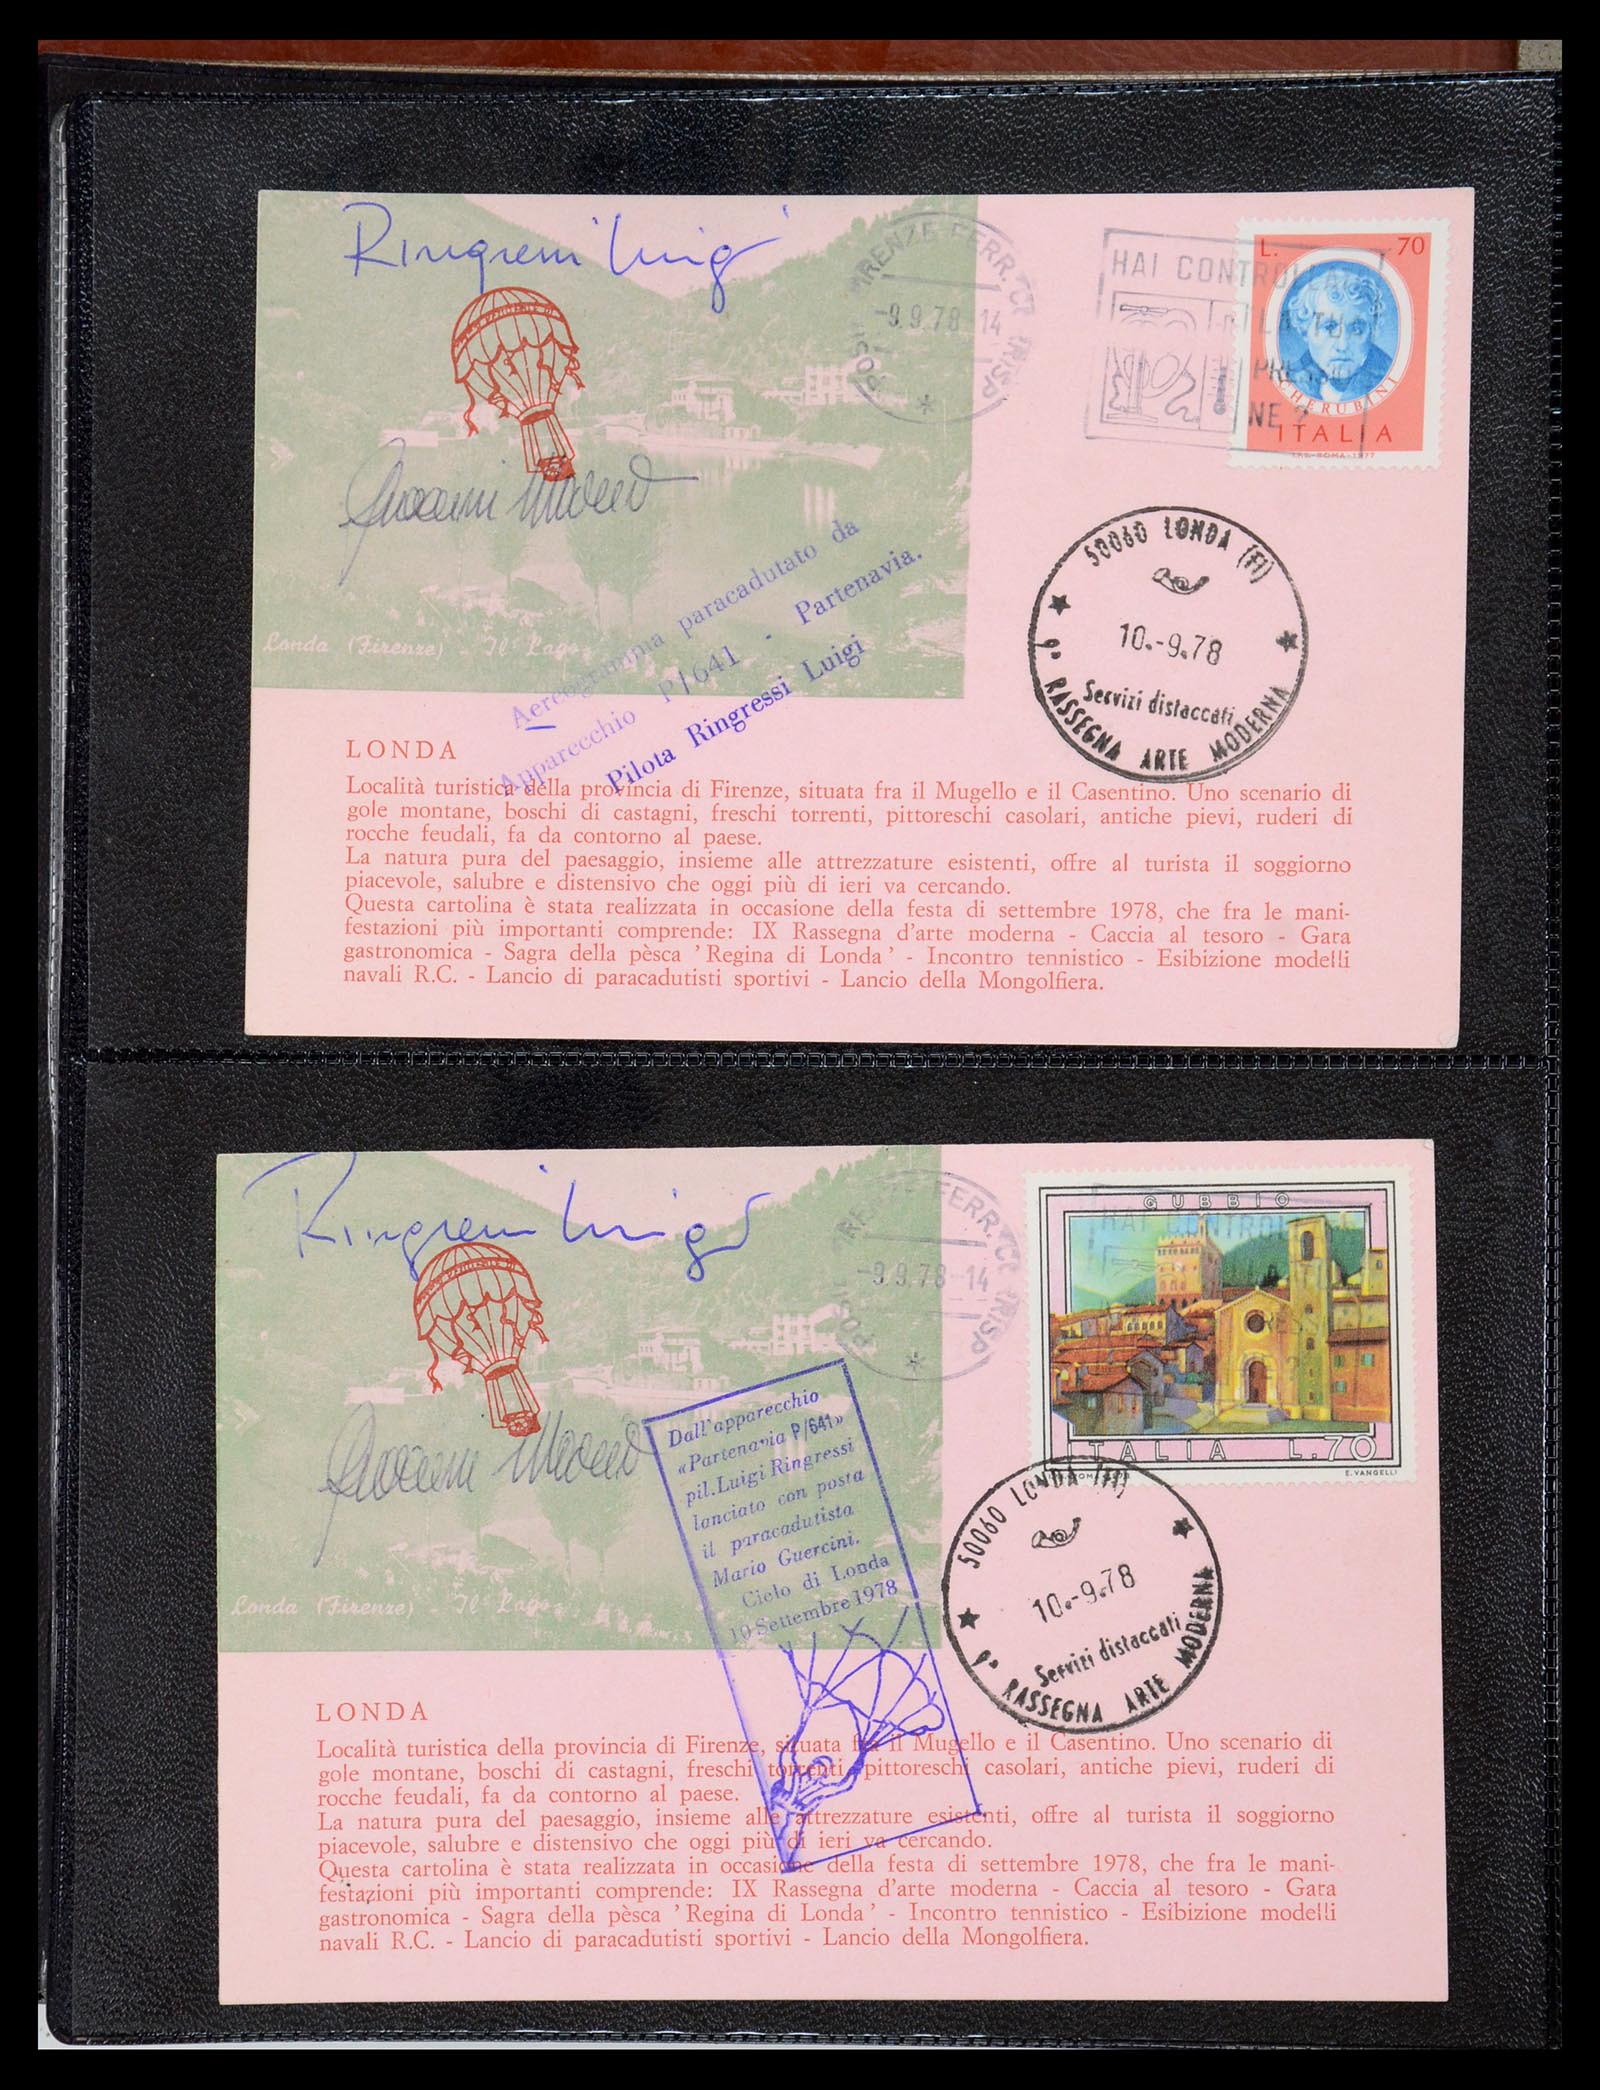 Ringressi Luigi
FIRENZE FERR. C
-9.9.78 14
HAI CONTROLLATO
LA TU
PRESSIO
NE ?
L. 70
CHERUBINI
ITALIA
I.P.S.-ROMA-1977
Giovanni
Londa (Firenze) - Il Lago
Aereogramma paracadutato da
Apparecchio P/641 - Partenavia.
Pilota Ringressi Luigi
50060 LONDA (FI)
10.-9.78
Servizi distaccati
9ª RASSEGNA ARTE MODERNA
LONDA
Località turistica della provincia di Firenze, situata fra il Mugello e il Casentino. Uno scenario di
gole montane, boschi di castagni, freschi torrenti, pittoreschi casolari, antiche pievi, ruderi di
rocche feudali, fa da contorno al paese.
La natura pura del paesaggio, insieme alle attrezzature esistenti, offre al turista il soggiorno
piacevole, salubre e distensivo che oggi più di ieri va cercando.
Questa cartolina è stata realizzata in occasione della festa di settembre 1978, che fra le mani-
festazioni più importanti comprende: IX Rassegna d'arte moderna - Caccia al tesoro - Gara
gastronomica - Sagra della pèsca 'Regina di Londa' - Incontro tennistico - Esibizione modelli
navali R.C. - Lancio di paracadutisti sportivi - Lancio della Mongolfiera.
Ringressi Luigi
FERR. C
-9.9.78-14
GUBBIO
HAI CONTROLL
ITALIA L.70
E. VANGELLI
Giovanni
Londa (Firenze) - Il Lago
Dall'apparecchio
«Partenavia P/641»
pil. Luigi Ringressi
lanciato con posta
il paracadutista
Mario Guercini.
Cielo di Londa
10 Settembre 1978
50060 LONDA (FI)
10.-9.78
Servizi distaccati
9ª RASSEGNA ARTE MODERNA
LONDA
Località turistica della provincia di Firenze, situata fra il Mugello e il Casentino. Uno scenario di
gole montane, boschi di castagni, freschi torrenti, pittoreschi casolari, antiche pievi, ruderi di
rocche feudali, fa da contorno al paese.
La natura pura del paesaggio, insieme alle attrezzature esistenti, offre al turista il soggiorno
piacevole, salubre e distensivo che oggi più di ieri va cercando.
Questa cartolina è stata realizzata in occasione della festa di settembre 1978, che fra le mani-
festazioni più importanti comprende: IX Rassegna d'arte moderna - Caccia al tesoro - Gara
gastronomica - Sagra della pèsca 'Regina di Londa' - Incontro tennistico - Esibizione modelli
navali R.C. - Lancio di paracadutisti sportivi - Lancio della Mongolfiera.